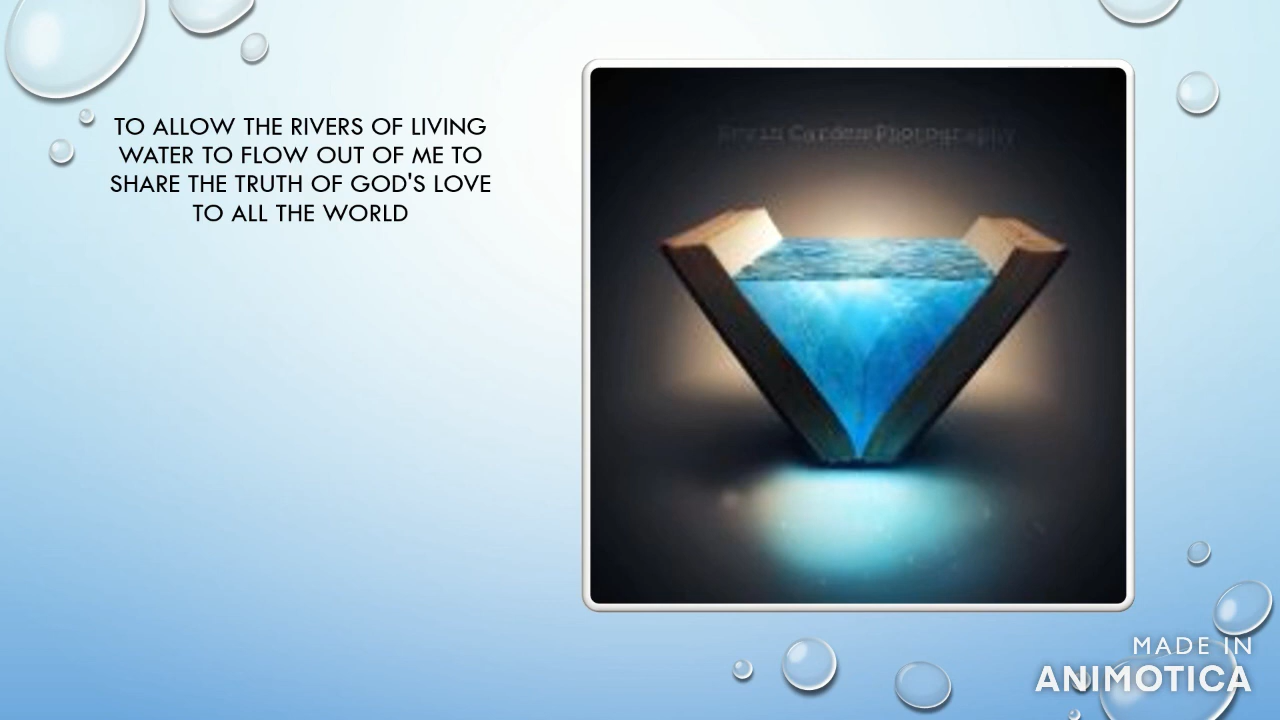 TO ALLOW THE RIVERS OF LIVING
WATER TO FLOW OUT OF ME TO
SHARE THE TRUTH OF GOD'S LOVE
TO ALL THE WORLD
Photography
MADE IN
ANIMOTICA